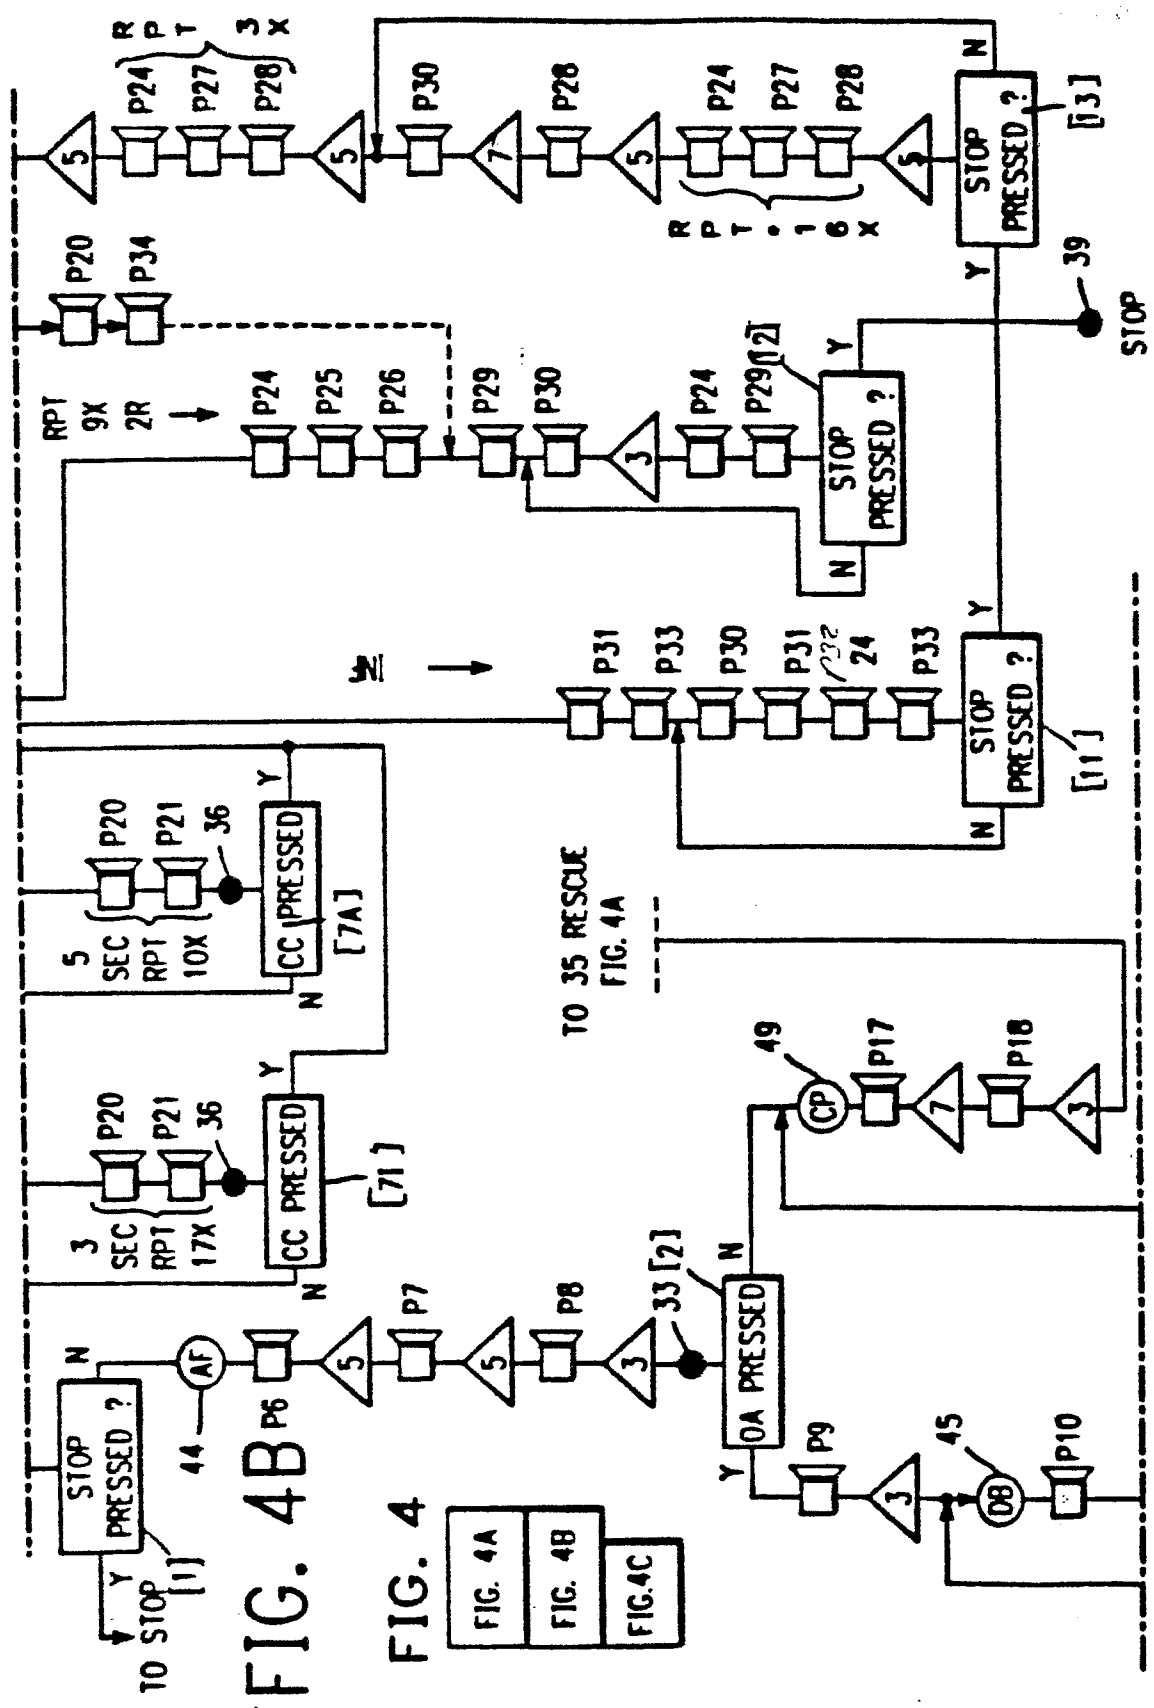 STOP
PRESSED ?
N
Y
TO STOP
[1]
AF
44
P6
5
P7
5
P8
3
33
[2]
OA PRESSED
Y
N
P9
3
DB
45
P10
CP
49
P17
7
P18
3
TO 35 RESCUE
FIG. 4A
3
SEC
RPT
17X
P20
P21
36
CC PRESSED
N
Y
[71]
5
SEC
RPT
10X
P20
P21
36
CC PRESSED
N
Y
[7A]
INF
P31
P33
P30
P31
P32
24
P33
STOP
PRESSED ?
N
Y
[11]
RPT
9X
2R
P24
P25
P26
P29
P30
3
P24
P29
STOP
PRESSED ?
N
Y
[12]
P20
P34
5
P24
P27
P28
RPT 3X
5
P30
7
P28
5
P24
P27
P28
RPT. 16X
5
STOP
PRESSED ?
Y
N
[13]
39
STOP
FIG. 4B
FIG. 4
FIG. 4A
FIG. 4B
FIG.4C